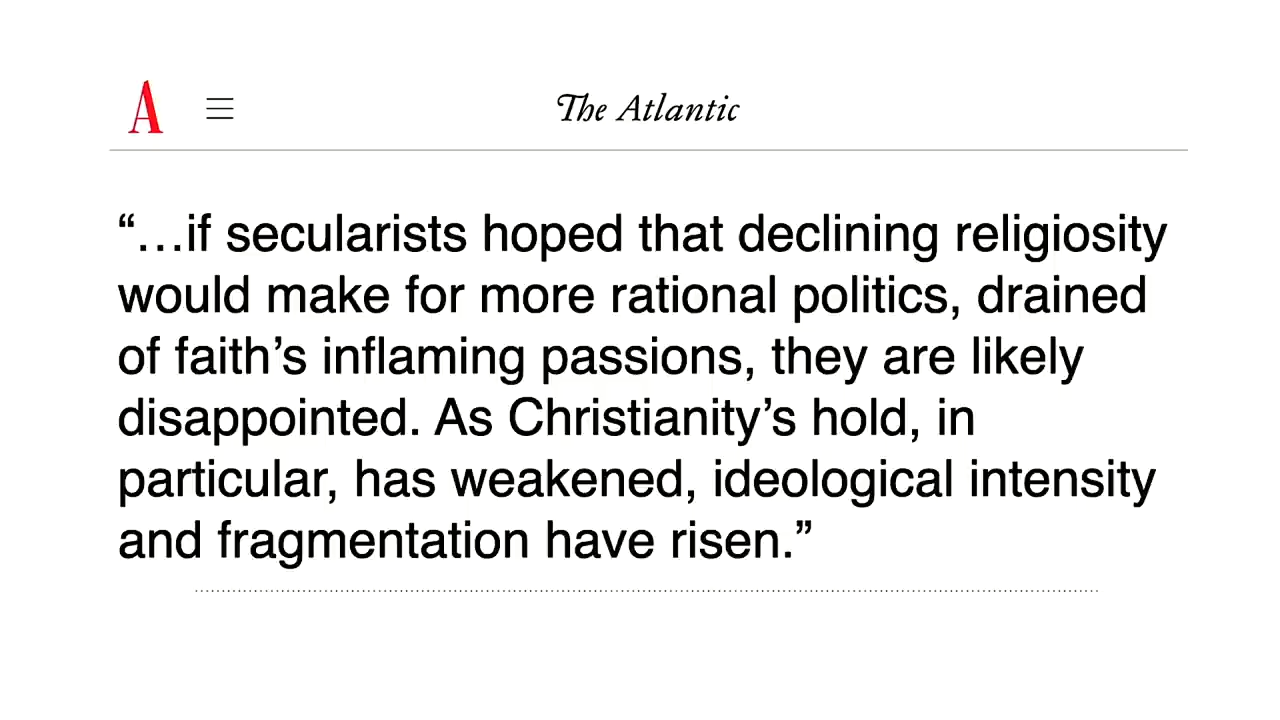 A
The Atlantic
“…if secularists hoped that declining religiosity
would make for more rational politics, drained
of faith’s inflaming passions, they are likely
disappointed. As Christianity’s hold, in
particular, has weakened, ideological intensity
and fragmentation have risen.”